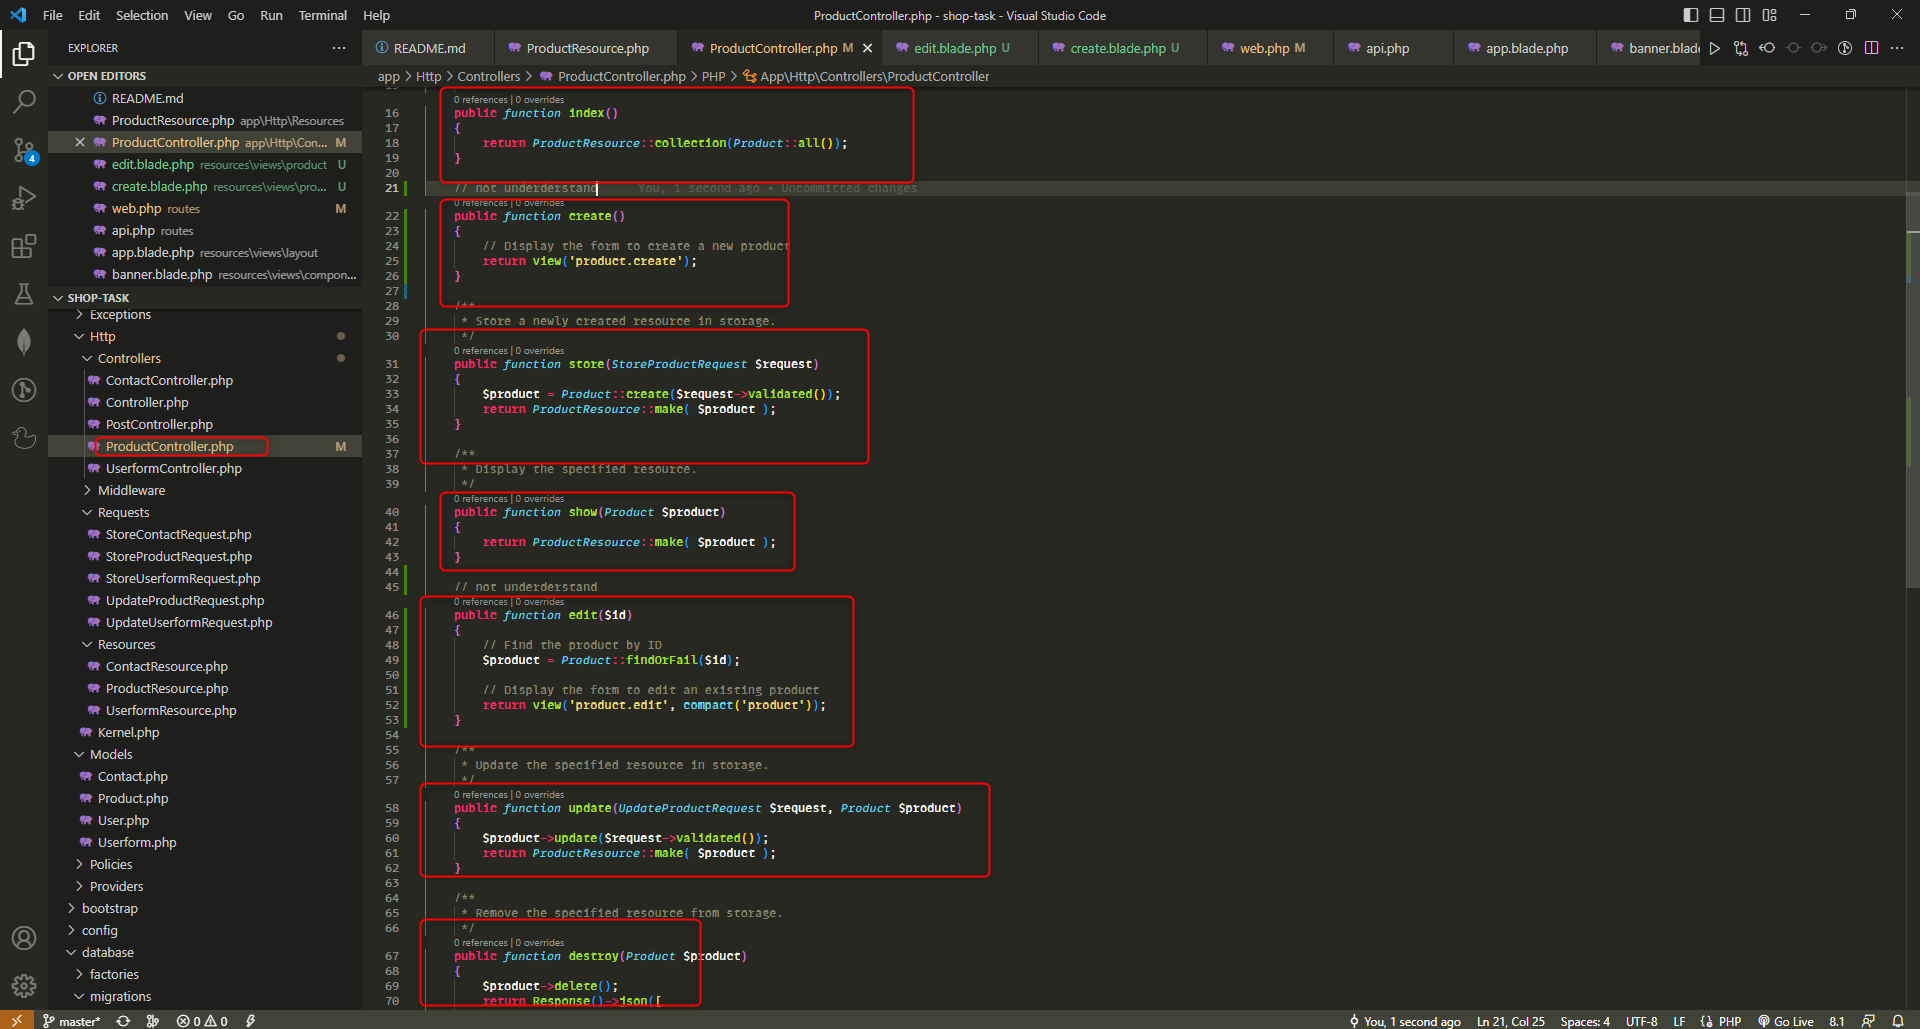 File Edit Selection View Go Run Terminal Help
ProductController.php - shop-task - Visual Studio Code
EXPLORER
OPEN EDITORS
README.md
ProductResource.php app\Http\Resources
ProductController.php app\Http\Con... M
edit.blade.php resources\views\product U
create.blade.php resources\views\pro... U
web.php routes M
api.php routes
app.blade.php resources\views\layout
banner.blade.php resources\views\compon...
SHOP-TASK
Exceptions
Http
Controllers
ContactController.php
Controller.php
PostController.php
ProductController.php M
UserformController.php
Middleware
Requests
StoreContactRequest.php
StoreProductRequest.php
StoreUserformRequest.php
UpdateProductRequest.php
UpdateUserformRequest.php
Resources
ContactResource.php
ProductResource.php
UserformResource.php
Kernel.php
Models
Contact.php
Product.php
User.php
Userform.php
Policies
Providers
bootstrap
config
database
factories
migrations
4
README.md ProductResource.php ProductController.php M edit.blade.php U create.blade.php U web.php M api.php app.blade.php banner.blade
app > Http > Controllers > ProductController.php > PHP > App\Http\Controllers\ProductController
0 references | 0 overrides
16 public function index()
17 {
18 return ProductResource::collection(Product::all());
19 }
20
21 // not underderstand You, 1 second ago • Uncommitted changes
0 references | 0 overrides
22 public function create()
23 {
24 // Display the form to create a new product
25 return view('product.create');
26 }
27
28 /**
29 * Store a newly created resource in storage.
30 */
0 references | 0 overrides
31 public function store(StoreProductRequest $request)
32 {
33 $product = Product::create($request->validated());
34 return ProductResource::make( $product );
35 }
36
37 /**
38 * Display the specified resource.
39 */
0 references | 0 overrides
40 public function show(Product $product)
41 {
42 return ProductResource::make( $product );
43 }
44
45 // not underderstand
0 references | 0 overrides
46 public function edit($id)
47 {
48 // Find the product by ID
49 $product = Product::findOrFail($id);
50
51 // Display the form to edit an existing product
52 return view('product.edit', compact('product'));
53 }
54
55 /**
56 * Update the specified resource in storage.
57 */
0 references | 0 overrides
58 public function update(UpdateProductRequest $request, Product $product)
59 {
60 $product->update($request->validated());
61 return ProductResource::make( $product );
62 }
63
64 /**
65 * Remove the specified resource from storage.
66 */
0 references | 0 overrides
67 public function destroy(Product $product)
68 {
69 $product->delete();
70 return Response()->json([
master* 0 0 You, 1 second ago Ln 21, Col 25 Spaces: 4 UTF-8 LF PHP Go Live 8.1